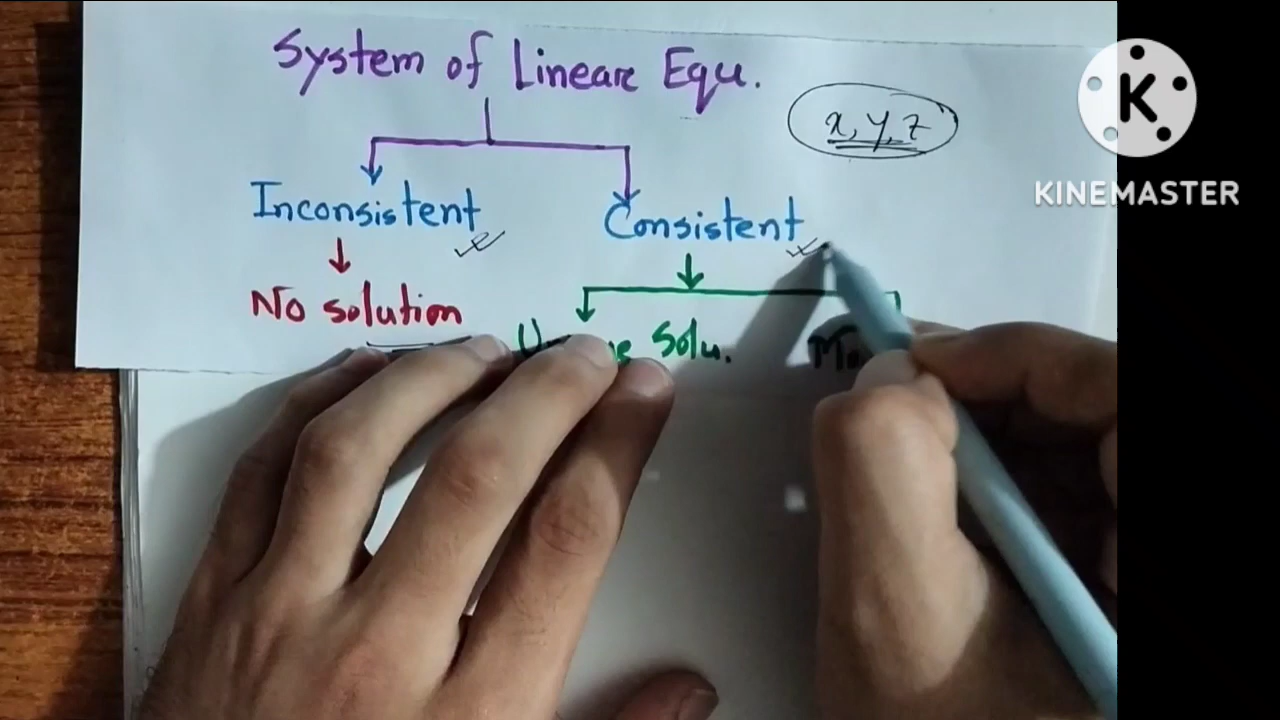 System of Linear Equ.
x, y, z
K
KINEMASTER
Inconsistent
Consistent
No solution
Solu.